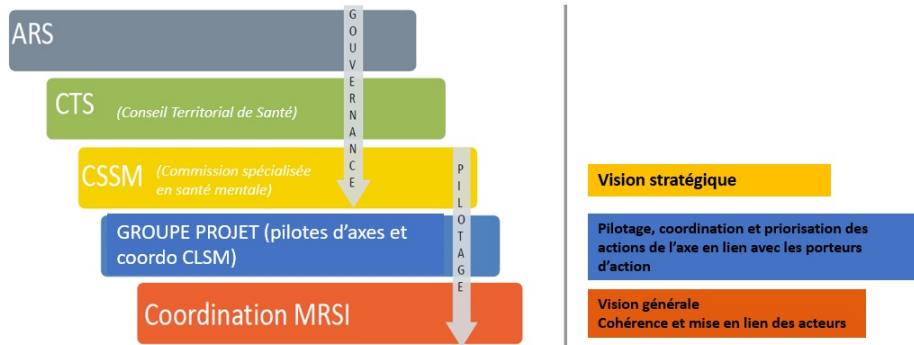 ARS
CTS (Conseil Territorial de Santé)
CSSM (Commission spécialisée
en santé mentale)
GROUPE PROJET (pilotes d'axes et
coordo CLSM)
Coordination MRSI
GOUVERNANCE
PILOTAGE
Vision stratégique
Pilotage, coordination et priorisation des
actions de l'axe en lien avec les porteurs
d'action
Vision générale
Cohérence et mise en lien des acteurs